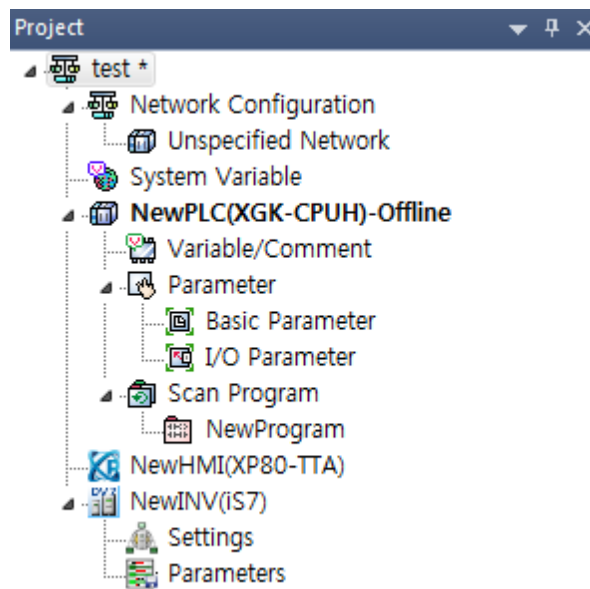 Project
test *
Network Configuration
Unspecified Network
System Variable
NewPLC(XGK-CPUH)-Offline
Variable/Comment
Parameter
Basic Parameter
I/O Parameter
Scan Program
NewProgram
NewHMI(XP80-TTA)
NewINV(iS7)
Settings
Parameters